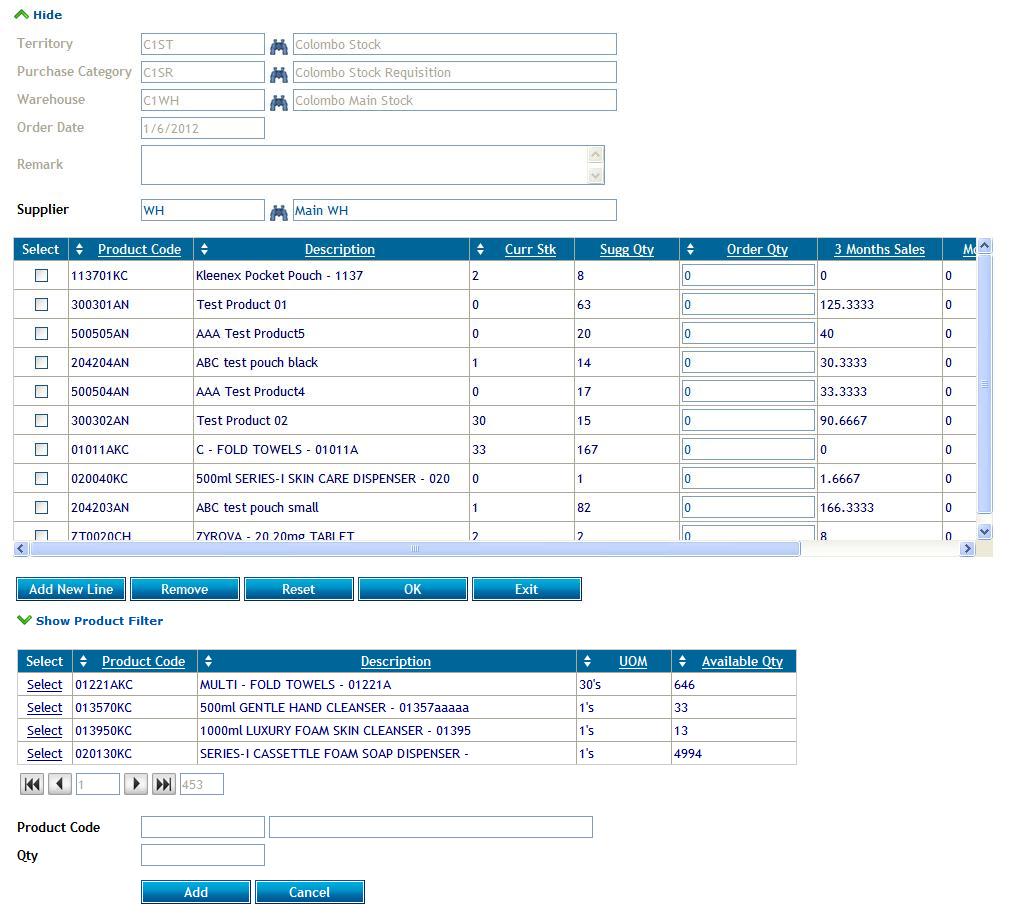 Hide
Territory C1ST Colombo Stock
Purchase Category C1SR Colombo Stock Requisition
Warehouse C1WH Colombo Main Stock
Order Date 1/6/2012
Remark
Supplier WH Main WH
Select Product Code Description Curr Stk Sugg Qty Order Qty 3 Months Sales
113701KC Kleenex Pocket Pouch - 1137 2 8 0 0 0
300301AN Test Product 01 0 63 0 125.3333 0
500505AN AAA Test Product5 0 20 0 40 0
204204AN ABC test pouch black 1 14 0 30.3333 0
500504AN AAA Test Product4 0 17 0 33.3333 0
300302AN Test Product 02 30 15 0 90.6667 0
01011AKC C - FOLD TOWELS - 01011A 33 167 0 0 0
020040KC 500ml SERIES-I SKIN CARE DISPENSER - 020 0 1 0 1.6667 0
204203AN ABC test pouch small 1 82 0 166.3333 0
ZT0020CH ZYROVA - 20 20mg TABLET 2 2 0 8 0
Add New Line Remove Reset OK Exit
Show Product Filter
Select Product Code Description UOM Available Qty
Select 01221AKC MULTI - FOLD TOWELS - 01221A 30's 646
Select 013570KC 500ml GENTLE HAND CLEANSER - 01357aaaaa 1's 33
Select 013950KC 1000ml LUXURY FOAM SKIN CLEANSER - 01395 1's 13
Select 020130KC SERIES-I CASSETTLE FOAM SOAP DISPENSER - 1's 4994
1 453
Product Code
Qty
Add Cancel